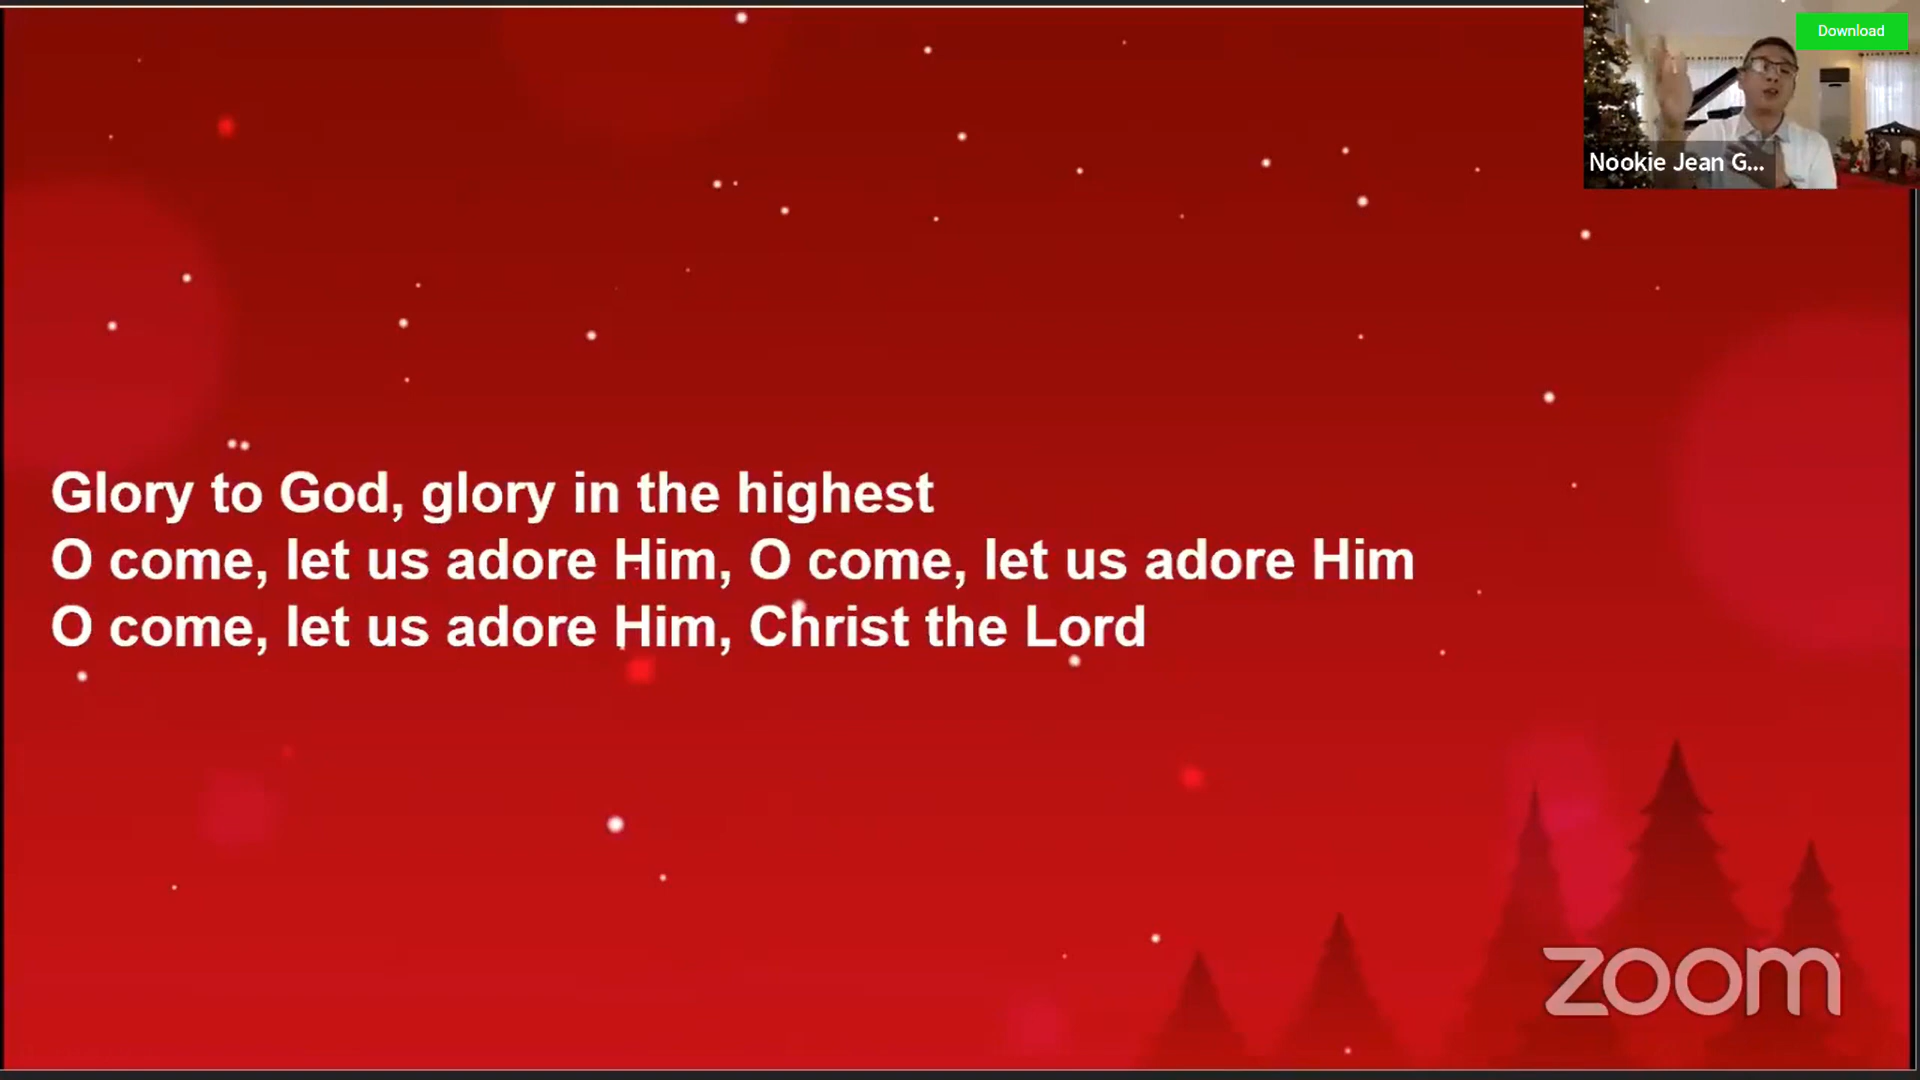 Download
Nookie Jean G...
Glory to God, glory in the highest
O come, let us adore Him, O come, let us adore Him
O come, let us adore Him, Christ the Lord
zoom